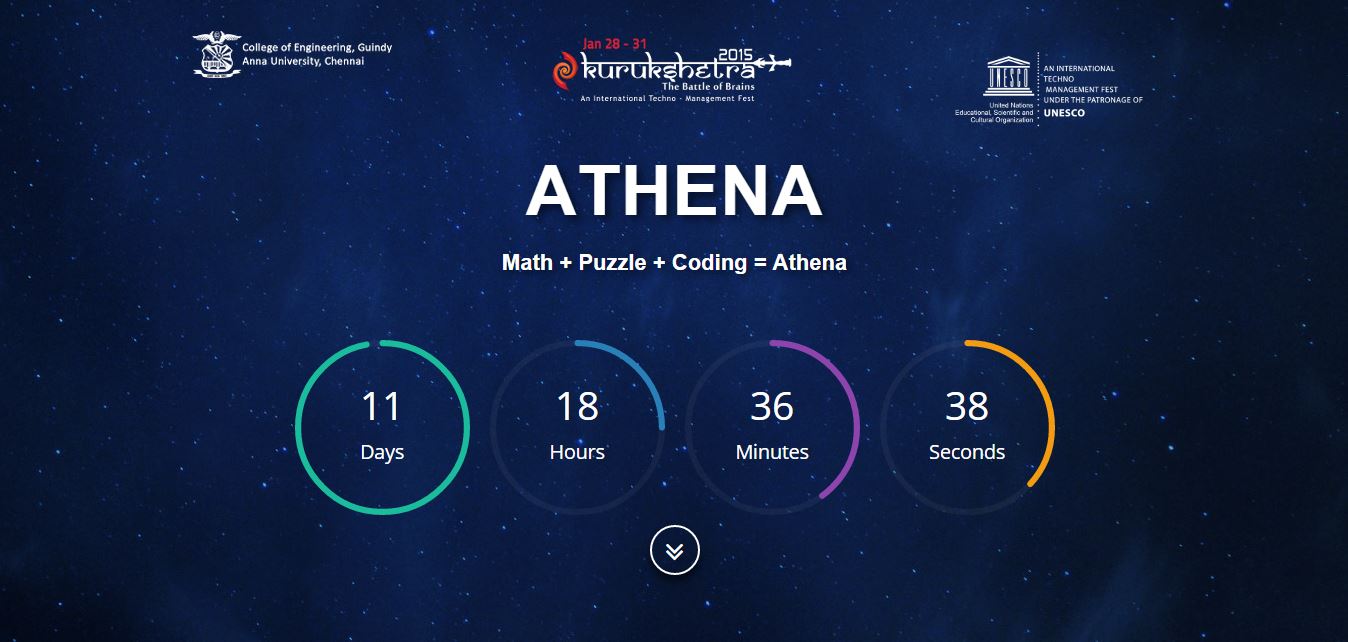 College of Engineering, Guindy
Anna University, Chennai
Jan 28 - 31
2015
kurukshetra
The Battle of Brains
An International Techno - Management Fest
UNESCO
United Nations
Educational, Scientific and
Cultural Organization
AN INTERNATIONAL
TECHNO
MANAGEMENT FEST
UNDER THE PATRONAGE OF
UNESCO
ATHENA
Math + Puzzle + Coding = Athena
11
Days
18
Hours
36
Minutes
38
Seconds